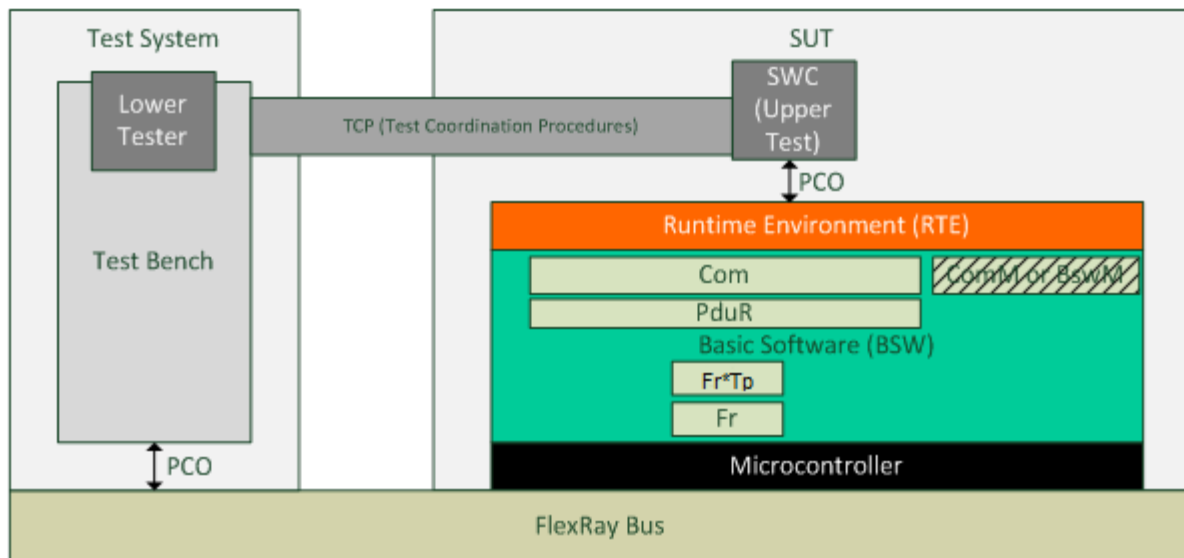 Test System
SUT
Lower
Tester
SWC
(Upper
Test)
TCP (Test Coordination Procedures)
PCO
Runtime Environment (RTE)
Test Bench
Com
ComM or BswM
PduR
Basic Software (BSW)
Fr*Tp
Fr
PCO
Microcontroller
FlexRay Bus